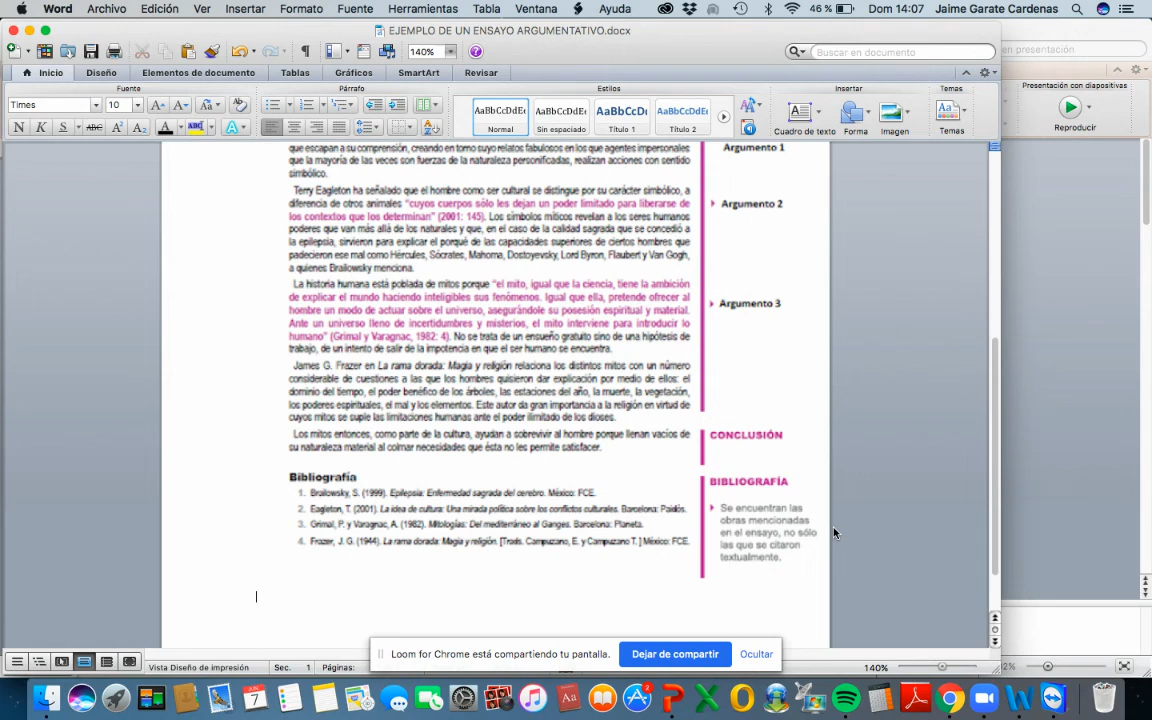 Word Archivo Edición Ver Insertar Formato Fuente Herramientas Tabla Ventana Ayuda 46 % Dom 14:07 Jaime Garate Cardenas
EJEMPLO DE UN ENSAYO ARGUMENTATIVO.docx
140% Buscar en documento en presentación
Inicio Diseño Elementos de documento Tablas Gráficos SmartArt Revisar
Fuente Párrafo Estilos Insertar Temas Presentación con diapositivas
Times 10
AaBbCcDdEe AaBbCcDdEe AaBbCcDc AaBbCcDdEe
Normal Sin espaciado Título 1 Título 2 Cuadro de texto Forma Imagen Temas Reproducir
N K S ABC A² A₂
que escapan a su comprensión, creando en torno suyo relatos fabulosos en los que agentes impersonales
que la mayoría de las veces son fuerzas de la naturaleza personificadas, realizan acciones con sentido
simbólico.
Argumento 1
Terry Eagleton ha señalado que el hombre como ser cultural se distingue por su carácter simbólico, a
diferencia de otros animales "cuyos cuerpos sólo les dejan un poder limitado para liberarse de
los contextos que los determinan" (2001: 145). Los símbolos míticos revelan a los seres humanos
poderes que van más allá de los naturales y que, en el caso de la calidad sagrada que se concedió a
la epilepsia, sirvieron para explicar el porqué de las capacidades superiores de ciertos hombres que
padecieron ese mal como Hércules, Sócrates, Mahoma, Dostoyevsky, Lord Byron, Flaubert y Van Gogh,
a quienes Brailowsky menciona.
Argumento 2
La historia humana está poblada de mitos porque "el mito, igual que la ciencia, tiene la ambición
de explicar el mundo haciendo inteligibles sus fenómenos. Igual que ella, pretende ofrecer al
hombre un modo de actuar sobre el universo, asegurándole su posesión espiritual y material.
Ante un universo lleno de incertidumbres y misterios, el mito interviene para introducir lo
humano" (Grimal y Varagnac, 1982: 4). No se trata de un ensueño gratuito sino de una hipótesis de
trabajo, de un intento de salir de la impotencia en que el ser humano se encuentra.
Argumento 3
James G. Frazer en La rama dorada: Magia y religión relaciona los distintos mitos con un número
considerable de cuestiones a las que los hombres quisieron dar explicación por medio de ellos: el
dominio del tiempo, el poder benéfico de los árboles, las estaciones del año, la muerte, la vegetación,
los poderes espirituales, el mal y los elementos. Este autor da gran importancia a la religión en virtud de
cuyos mitos se suple las limitaciones humanas ante el poder ilimitado de los dioses.
Los mitos entonces, como parte de la cultura, ayudan a sobrevivir al hombre porque llenan vacíos de
su naturaleza material al colmar necesidades que ésta no les permite satisfacer.
CONCLUSIÓN
Bibliografía
1. Brailowsky, S. (1999). Epilepsia: Enfermedad sagrada del cerebro. México: FCE.
2. Eagleton, T. (2001). La idea de cultura: Una mirada política sobre los conflictos culturales. Barcelona: Paidós.
3. Grimal, P. y Varagnac, A. (1982). Mitologías: Del mediterráneo al Ganges. Barcelona: Planeta.
4. Frazer, J. G. (1944). La rama dorada: Magia y religión. [Trads. Campuzano, E. y Campuzano T. ] México: FCE.
BIBLIOGRAFÍA
Se encuentran las
obras mencionadas
en el ensayo, no sólo
las que se citaron
textualmente.
Loom for Chrome está compartiendo tu pantalla. Dejar de compartir Ocultar
Vista Diseño de impresión Sec. 1 Páginas: 140%